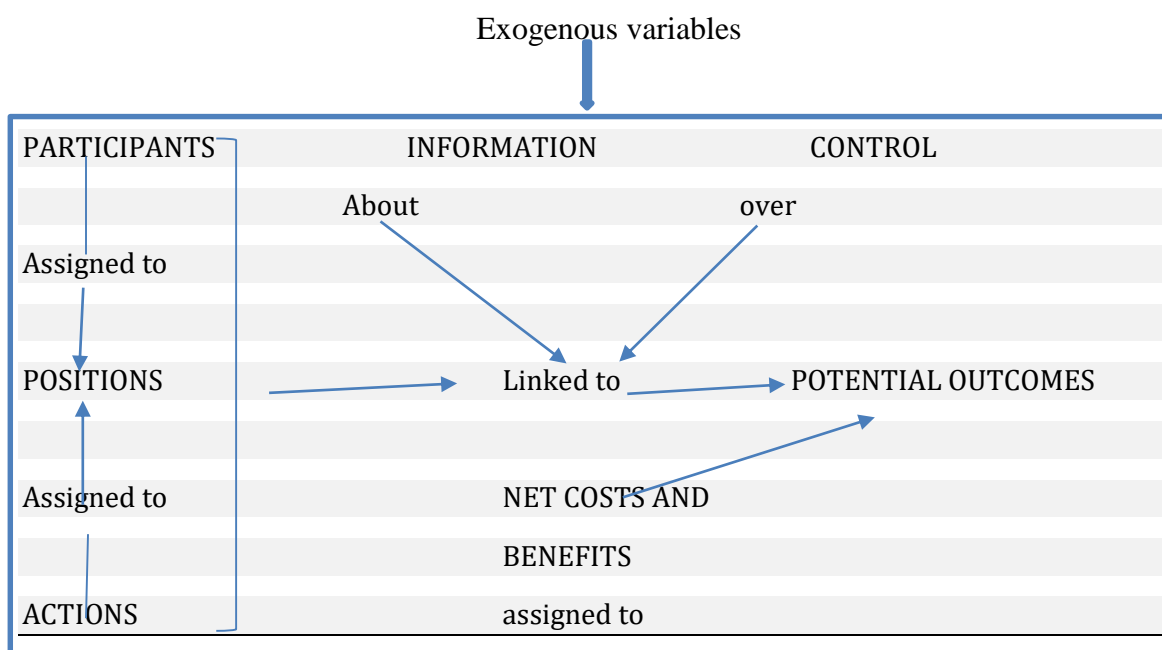 Exogenous variables
PARTICIPANTS INFORMATION CONTROL
About over
Assigned to
POSITIONS Linked to POTENTIAL OUTCOMES
Assigned to NET COSTS AND
BENEFITS
ACTIONS assigned to